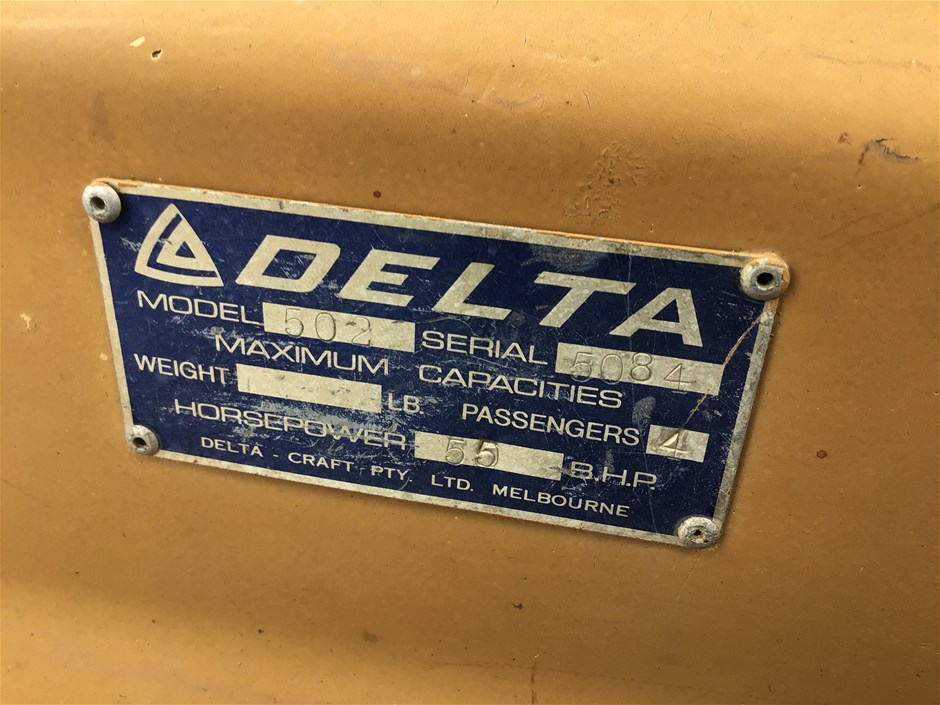 DELTA
MODEL 502 SERIAL 5084
MAXIMUM CAPACITIES
WEIGHT LB. PASSENGERS 4
HORSEPOWER 55 B.H.P.
DELTA - CRAFT PTY. LTD. MELBOURNE